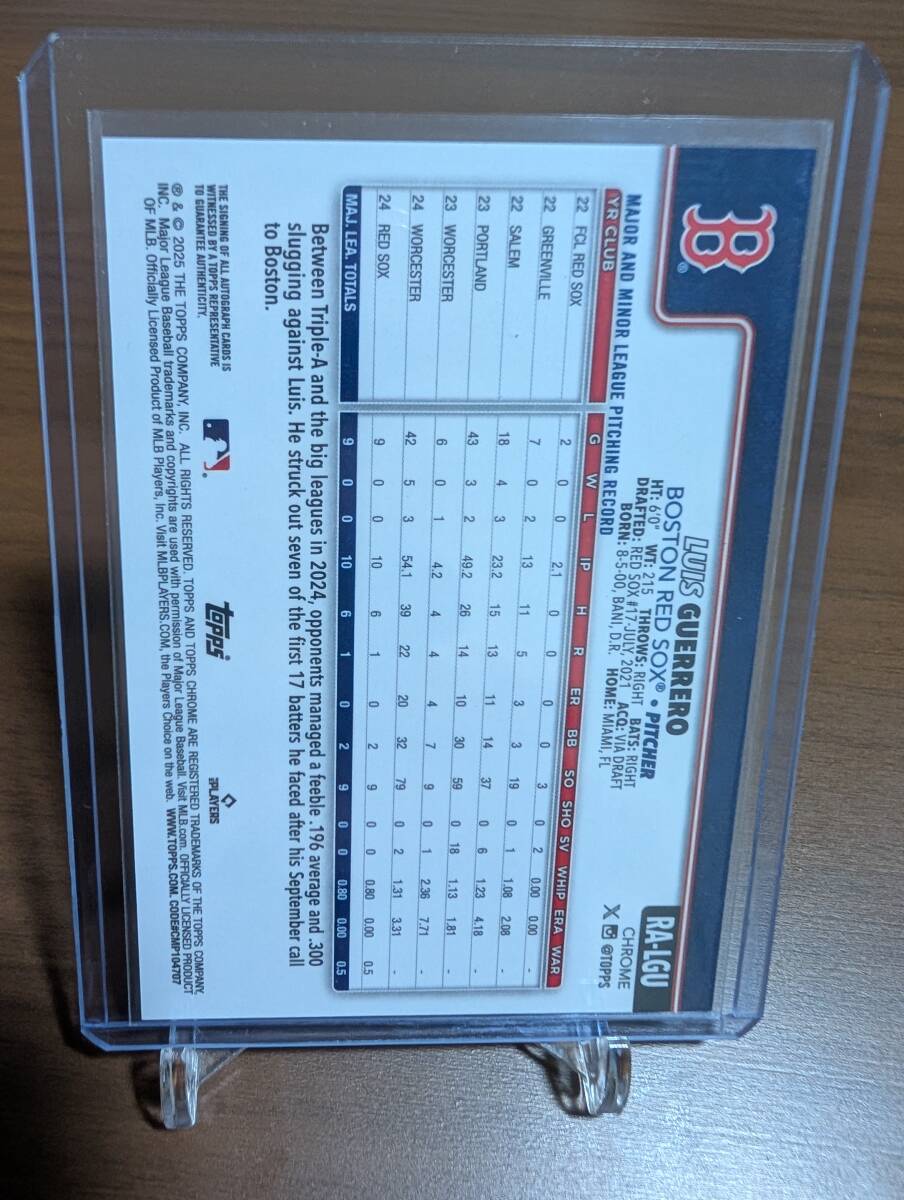 B
LUIS GUERRERO
BOSTON RED SOX® • PITCHER
HT: 6'0" WT: 215 THROWS: RIGHT BATS: RIGHT
DRAFTED: RED SOX #17-JULY, 2021 ACQ: VIA DRAFT
BORN: 8-5-00, BANI, D.R. HOME: MIAMI, FL
RA-LGU
CHROME
X @TOPPS
MAJOR AND MINOR LEAGUE PITCHING RECORD
YR CLUB G W L IP H R ER BB SO SHO SV WHIP ERA WAR
22 FCL RED SOX 2 0 0 2.1 0 0 0 0 3 0 2 0.00 0.00 -
22 GREENVILLE 7 0 2 13 11 5 3 3 19 0 1 1.08 2.08 -
22 SALEM 18 4 3 23.2 15 13 11 14 37 0 6 1.23 4.18 -
23 PORTLAND 43 3 2 49.2 26 14 10 30 59 0 18 1.13 1.81 -
23 WORCESTER 6 0 1 4.2 4 4 4 7 9 0 1 2.36 7.71 -
24 WORCESTER 42 5 3 54.1 39 22 20 32 79 0 2 1.31 3.31 -
24 RED SOX 9 0 0 10 6 1 0 2 9 0 0 0.80 0.00 0.5
MAJ. LEA. TOTALS 9 0 0 10 6 1 0 2 9 0 0 0.80 0.00 0.5
Between Triple-A and the big leagues in 2024, opponents managed a feeble .196 average and .300
slugging against Luis. He struck out seven of the first 17 batters he faced after his September call
to Boston.
THE SIGNING OF ALL AUTOGRAPH CARDS IS
WITNESSED BY A TOPPS REPRESENTATIVE
TO GUARANTEE AUTHENTICITY.
topps®
PLAYERS
® & © 2025 THE TOPPS COMPANY, INC. ALL RIGHTS RESERVED. TOPPS AND TOPPS CHROME ARE REGISTERED TRADEMARKS OF THE TOPPS COMPANY,
INC. Major League Baseball trademarks and copyrights are used with permission of Major League Baseball. Visit MLB.com. OFFICIALLY LICENSED PRODUCT
OF MLB. Officially Licensed Product of MLB Players, Inc. Visit MLBPLAYERS.COM, the Players Choice on the web. WWW.TOPPS.COM. CODE#CMP104707